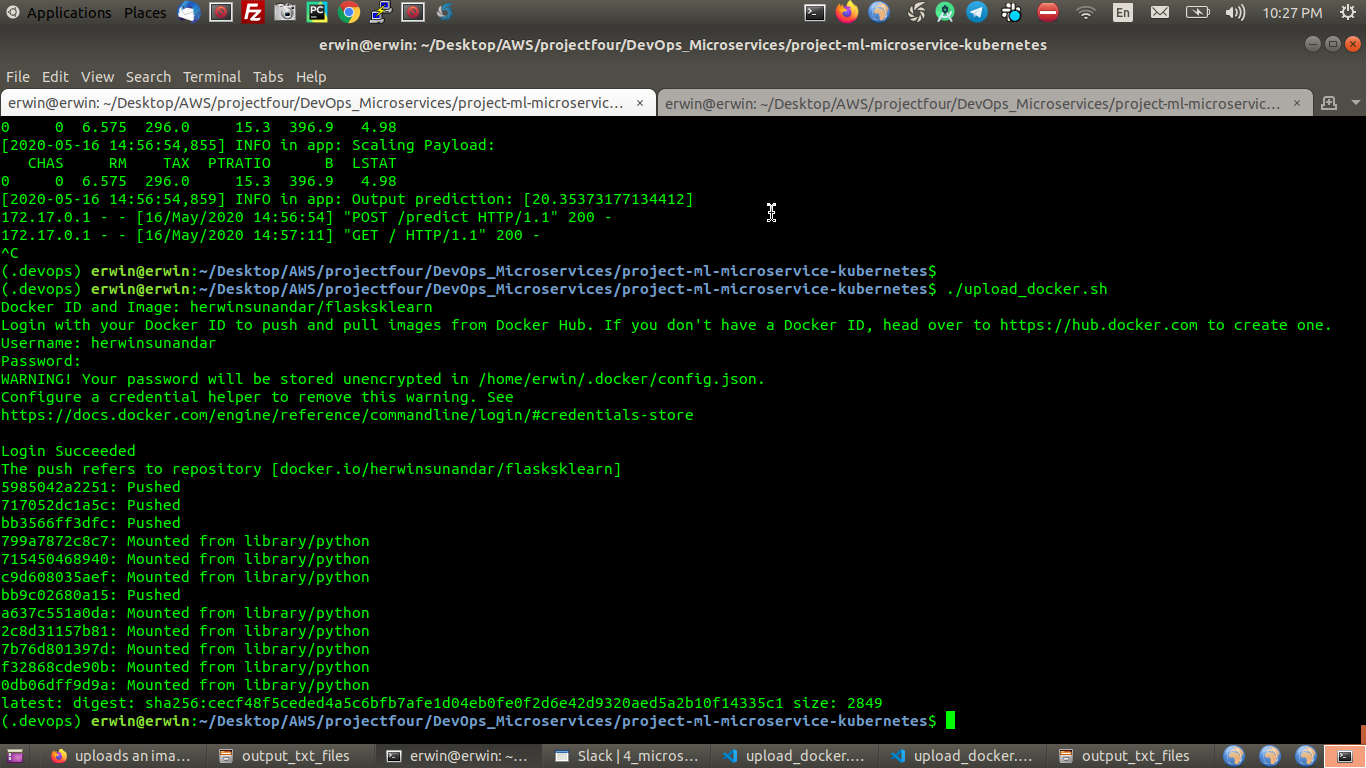 Applications Places En 10:27 PM
erwin@erwin: ~/Desktop/AWS/projectfour/DevOps_Microservices/project-ml-microservice-kubernetes
File Edit View Search Terminal Tabs Help
erwin@erwin: ~/Desktop/AWS/projectfour/DevOps_Microservices/project-ml-microservic... × erwin@erwin: ~/Desktop/AWS/projectfour/DevOps_Microservices/project-ml-microservic... ×
0     0  6.575  296.0     15.3  396.9   4.98
[2020-05-16 14:56:54,855] INFO in app: Scaling Payload:
   CHAS     RM    TAX  PTRATIO      B  LSTAT
0     0  6.575  296.0     15.3  396.9   4.98
[2020-05-16 14:56:54,859] INFO in app: Output prediction: [20.35373177134412]
172.17.0.1 - - [16/May/2020 14:56:54] "POST /predict HTTP/1.1" 200 -
172.17.0.1 - - [16/May/2020 14:57:11] "GET / HTTP/1.1" 200 -
^C
(.devops) erwin@erwin:~/Desktop/AWS/projectfour/DevOps_Microservices/project-ml-microservice-kubernetes$
(.devops) erwin@erwin:~/Desktop/AWS/projectfour/DevOps_Microservices/project-ml-microservice-kubernetes$ ./upload_docker.sh
Docker ID and Image: herwinsunandar/flasksklearn
Login with your Docker ID to push and pull images from Docker Hub. If you don't have a Docker ID, head over to https://hub.docker.com to create one.
Username: herwinsunandar
Password:
WARNING! Your password will be stored unencrypted in /home/erwin/.docker/config.json.
Configure a credential helper to remove this warning. See
https://docs.docker.com/engine/reference/commandline/login/#credentials-store
Login Succeeded
The push refers to repository [docker.io/herwinsunandar/flasksklearn]
5985042a2251: Pushed
717052dc1a5c: Pushed
bb3566ff3dfc: Pushed
799a7872c8c7: Mounted from library/python
715450468940: Mounted from library/python
c9d608035aef: Mounted from library/python
bb9c02680a15: Pushed
a637c551a0da: Mounted from library/python
2c8d31157b81: Mounted from library/python
7b76d801397d: Mounted from library/python
f32868cde90b: Mounted from library/python
0db06dff9d9a: Mounted from library/python
latest: digest: sha256:cecf48f5ceded4a5c6bfb7afe1d04eb0fe0f2d6e42d9320aed5a2b10f14335c1 size: 2849
(.devops) erwin@erwin:~/Desktop/AWS/projectfour/DevOps_Microservices/project-ml-microservice-kubernetes$
uploads an ima... output_txt_files erwin@erwin: ~... Slack | 4_micros... upload_docker.... upload_docker.... output_txt_files